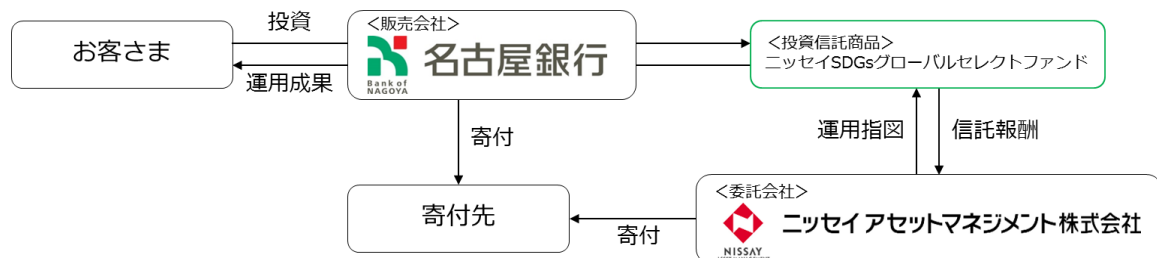 お客さま
投資
運用成果
<販売会社>
Bank of
NAGOYA
名古屋銀行
<投資信託商品>
ニッセイSDGsグローバルセレクトファンド
寄付
運用指図
信託報酬
寄付先
寄付
<委託会社>
NISSAY
ニッセイ アセットマネジメント株式会社